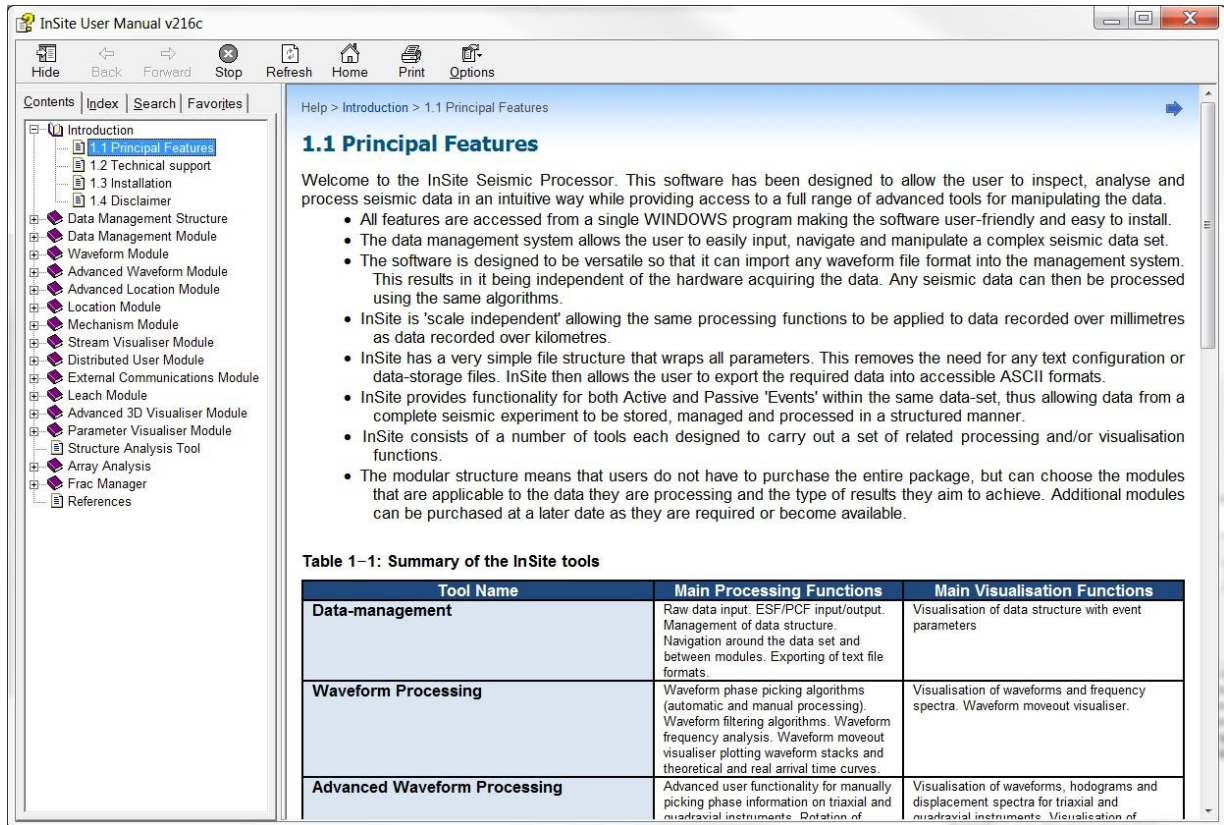 InSite User Manual v216c
Hide Back Forward Stop Refresh Home Print Options
Contents Index Search Favorites
Introduction
1.1 Principal Features
1.2 Technical support
1.3 Installation
1.4 Disclaimer
Data Management Structure
Data Management Module
Waveform Module
Advanced Waveform Module
Advanced Location Module
Location Module
Mechanism Module
Stream Visualiser Module
Distributed User Module
External Communications Module
Leach Module
Advanced 3D Visualiser Module
Parameter Visualiser Module
Structure Analysis Tool
Array Analysis
Frac Manager
References
Help > Introduction > 1.1 Principal Features
1.1 Principal Features
Welcome to the InSite Seismic Processor. This software has been designed to allow the user to inspect, analyse and
process seismic data in an intuitive way while providing access to a full range of advanced tools for manipulating the data.
• All features are accessed from a single WINDOWS program making the software user-friendly and easy to install.
• The data management system allows the user to easily input, navigate and manipulate a complex seismic data set.
• The software is designed to be versatile so that it can import any waveform file format into the management system.
This results in it being independent of the hardware acquiring the data. Any seismic data can then be processed
using the same algorithms.
• InSite is 'scale independent' allowing the same processing functions to be applied to data recorded over millimetres
as data recorded over kilometres.
• InSite has a very simple file structure that wraps all parameters. This removes the need for any text configuration or
data-storage files. InSite then allows the user to export the required data into accessible ASCII formats.
• InSite provides functionality for both Active and Passive 'Events' within the same data-set, thus allowing data from a
complete seismic experiment to be stored, managed and processed in a structured manner.
• InSite consists of a number of tools each designed to carry out a set of related processing and/or visualisation
functions.
• The modular structure means that users do not have to purchase the entire package, but can choose the modules
that are applicable to the data they are processing and the type of results they aim to achieve. Additional modules
can be purchased at a later date as they are required or become available.
Table 1-1: Summary of the InSite tools
Tool Name Main Processing Functions Main Visualisation Functions
Data-management
Raw data input. ESF/PCF input/output.
Management of data structure.
Navigation around the data set and
between modules. Exporting of text file
formats.
Visualisation of data structure with event
parameters
Waveform Processing
Waveform phase picking algorithms
(automatic and manual processing).
Waveform filtering algorithms. Waveform
frequency analysis. Waveform moveout
visualiser plotting waveform stacks and
theoretical and real arrival time curves.
Visualisation of waveforms and frequency
spectra. Waveform moveout visualiser.
Advanced Waveform Processing
Advanced user functionality for manually
picking phase information on triaxial and
quadraxial instruments. Rotation of
Visualisation of waveforms, hodograms and
displacement spectra for triaxial and
quadraxial instruments. Visualisation of